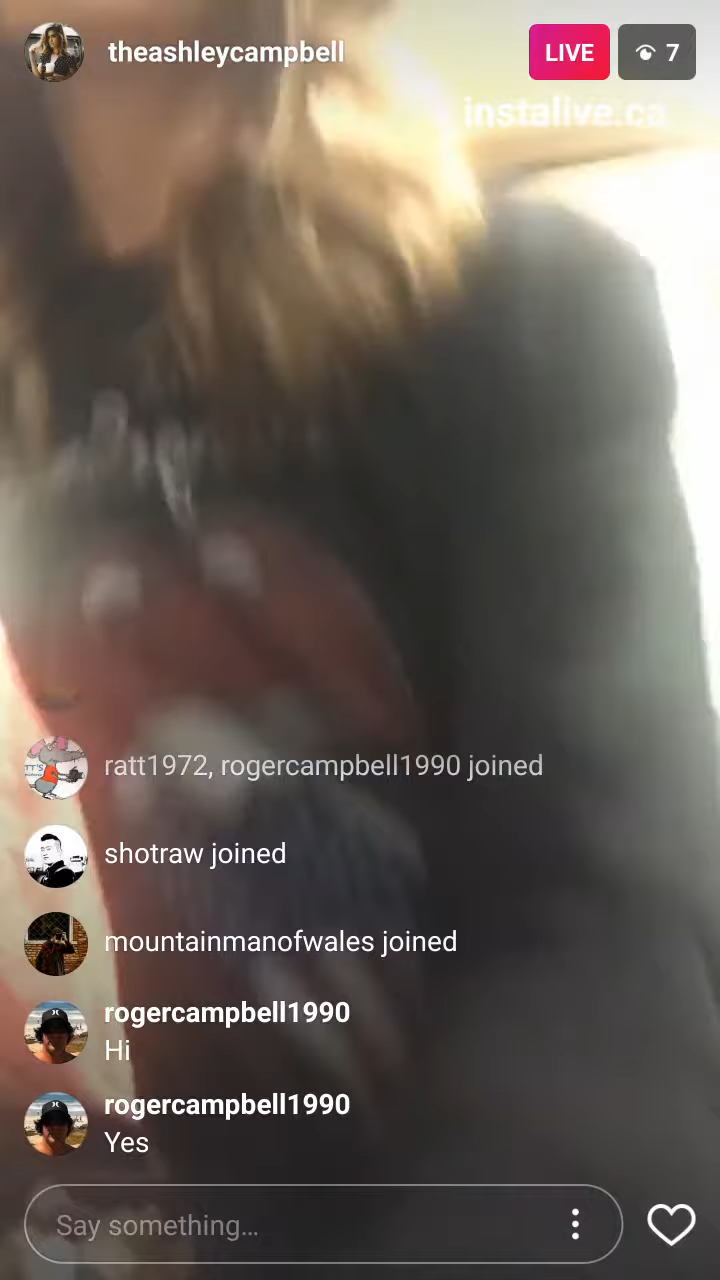 theashleycampbell
LIVE
7
instalive.ca
ratt1972, rogercampbell1990 joined
shotraw joined
mountainmanofwales joined
rogercampbell1990
Hi
rogercampbell1990
Yes
Say something...